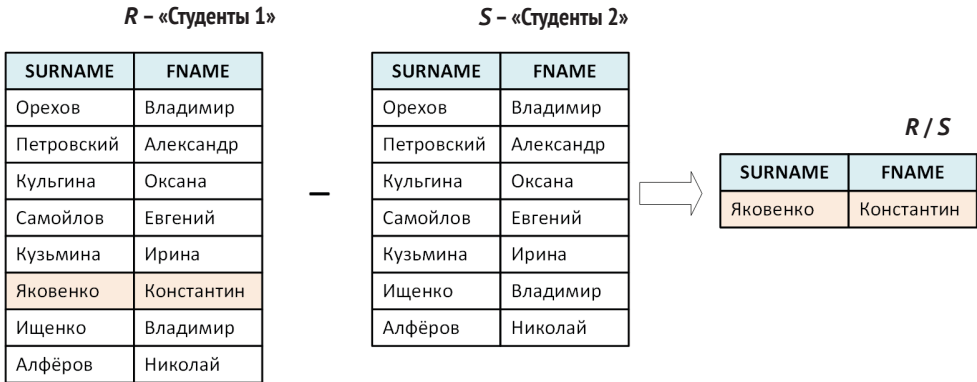 R – «Студенты 1»
SURNAME FNAME
Орехов Владимир
Петровский Александр
Кульгина Оксана
Самойлов Евгений
Кузьмина Ирина
Яковенко Константин
Ищенко Владимир
Алфёров Николай
–
S – «Студенты 2»
SURNAME FNAME
Орехов Владимир
Петровский Александр
Кульгина Оксана
Самойлов Евгений
Кузьмина Ирина
Ищенко Владимир
Алфёров Николай
R / S
SURNAME FNAME
Яковенко Константин